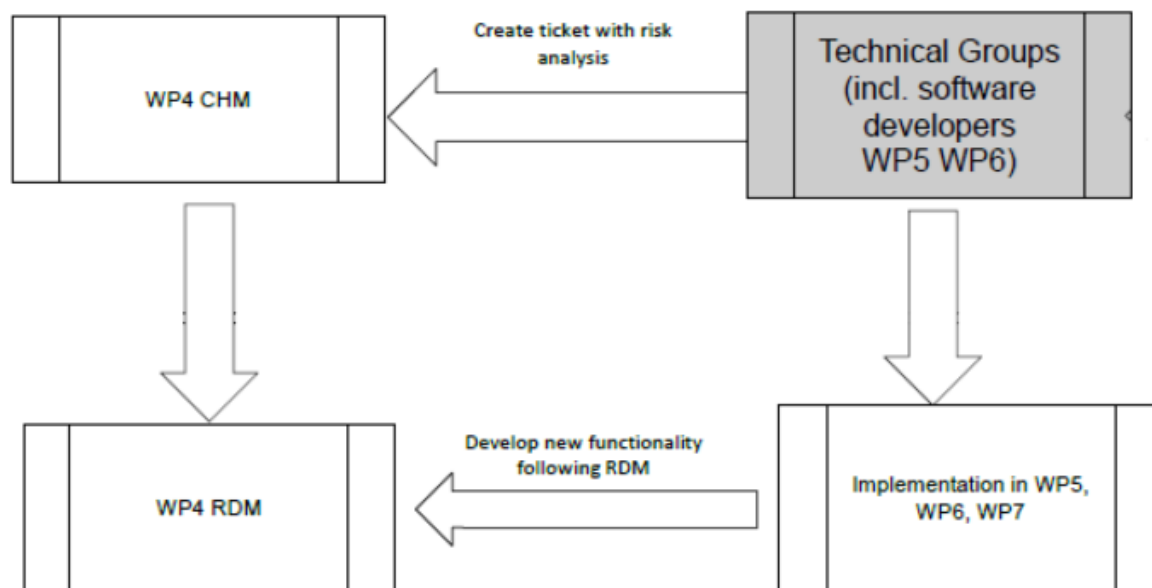 Create ticket with risk
analysis
WP4 CHM
Technical Groups
(incl. software
developers
WP5 WP6)
Develop new functionality
following RDM
WP4 RDM
Implementation in WP5,
WP6, WP7